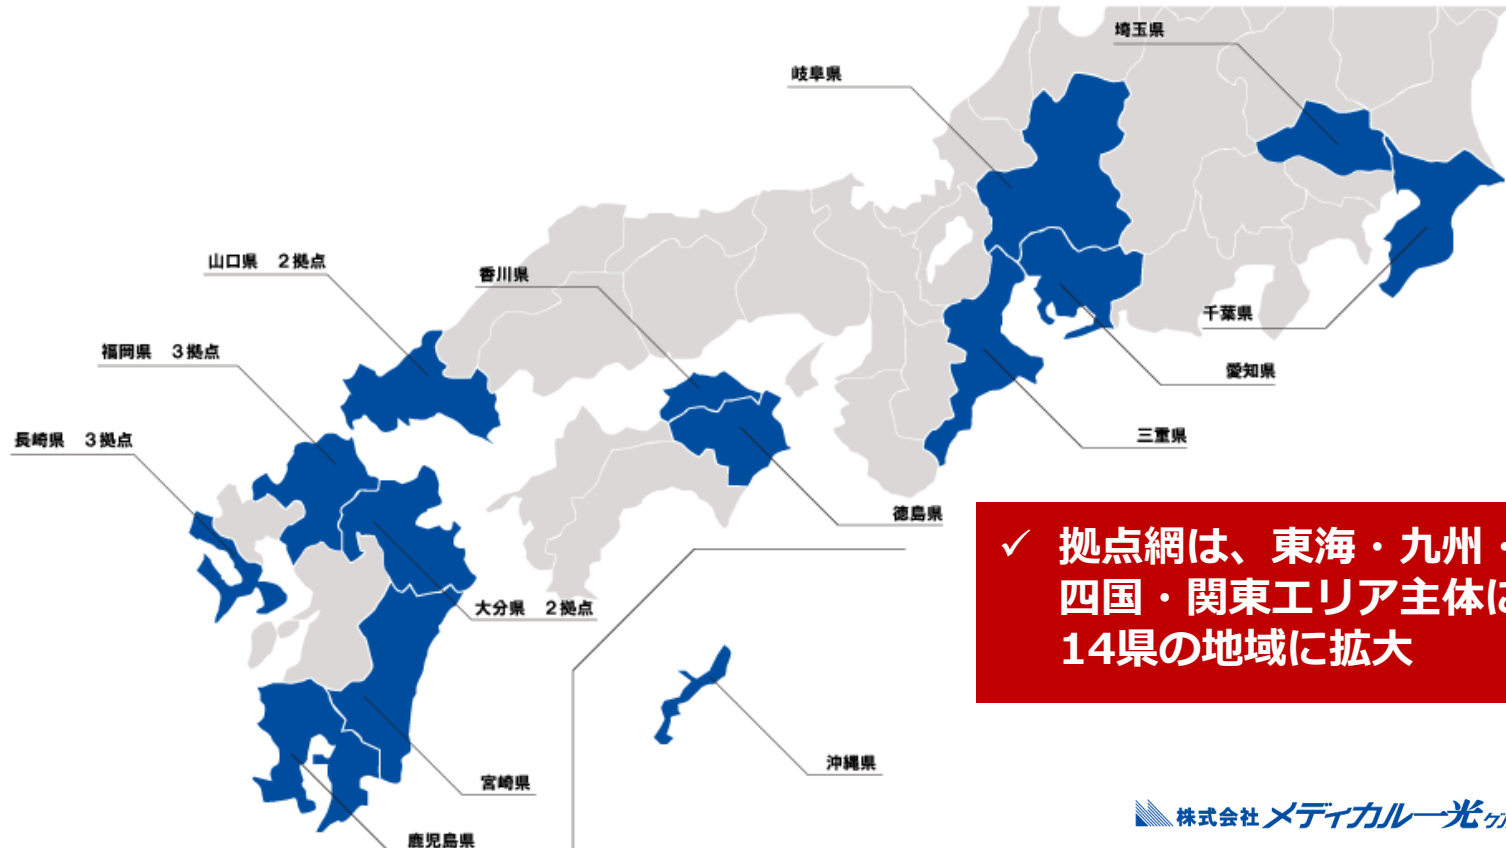 埼玉県
岐阜県
山口県　２拠点
香川県
千葉県
福岡県　３拠点
愛知県
長崎県　３拠点
三重県
徳島県
✓ 拠点網は、東海・九州・
四国・関東エリア主体に
14県の地域に拡大
大分県　２拠点
沖縄県
宮崎県
鹿児島県
株式会社 メディカル一光